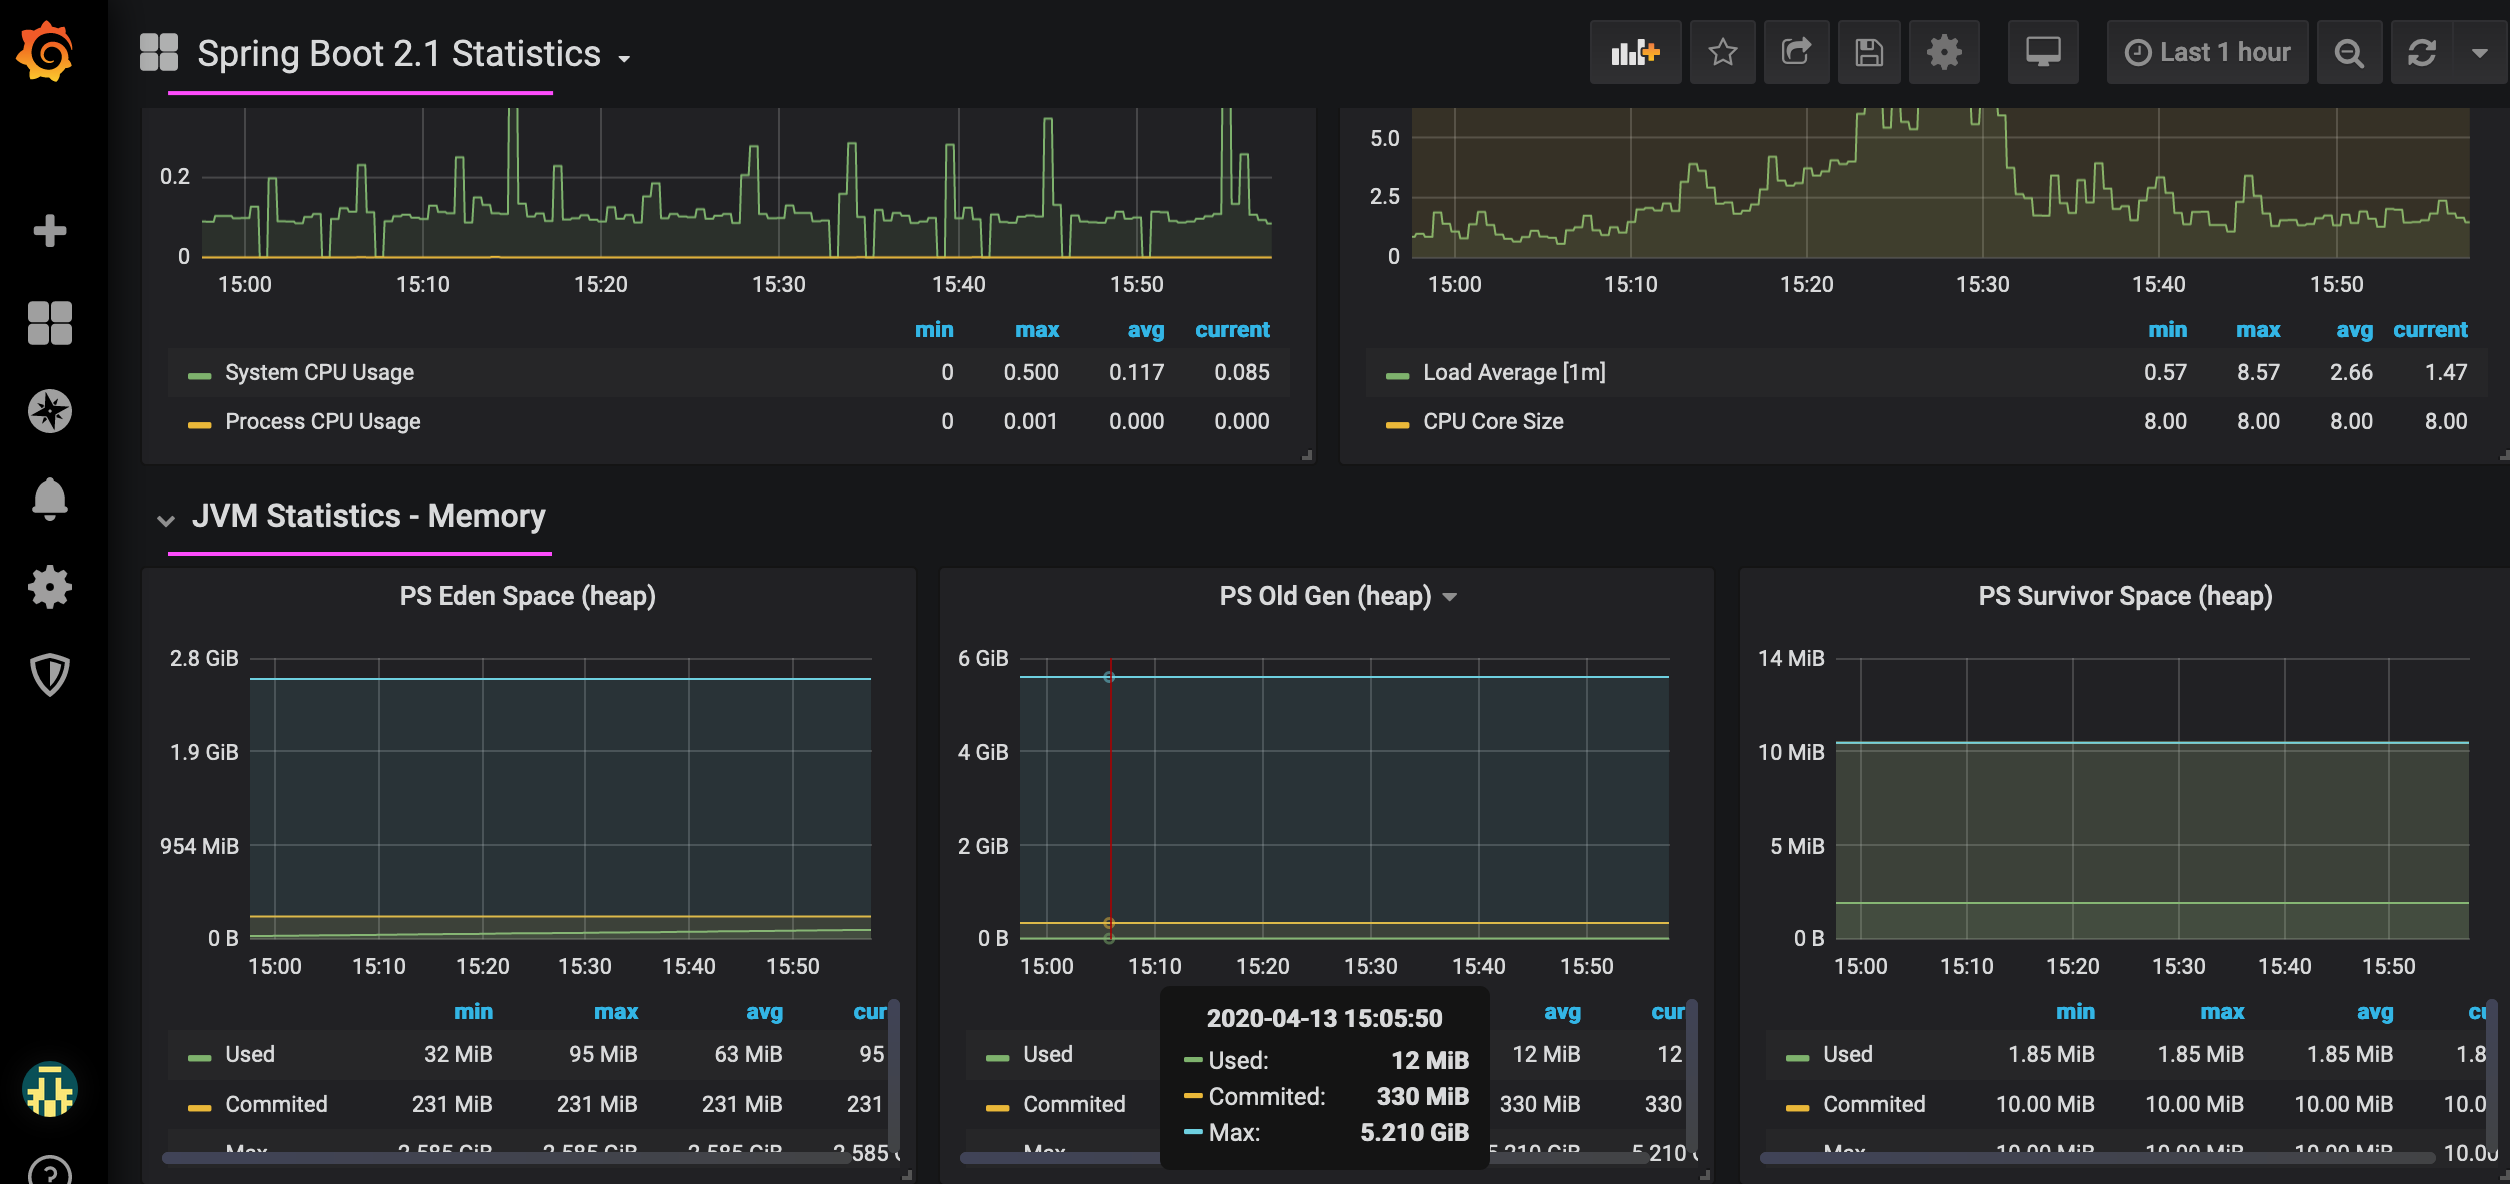 Spring Boot 2.1 Statistics
Last 1 hour
0.2
0
15:00 15:10 15:20 15:30 15:40 15:50
min max avg current
System CPU Usage 0 0.500 0.117 0.085
Process CPU Usage 0 0.001 0.000 0.000
5.0
2.5
0
15:00 15:10 15:20 15:30 15:40 15:50
min max avg current
Load Average [1m] 0.57 8.57 2.66 1.47
CPU Core Size 8.00 8.00 8.00 8.00
JVM Statistics - Memory
PS Eden Space (heap)
2.8 GiB
1.9 GiB
954 MiB
0 B
15:00 15:10 15:20 15:30 15:40 15:50
min max avg cur
Used 32 MiB 95 MiB 63 MiB 95
Commited 231 MiB 231 MiB 231 MiB 231
Max 2.585 GiB 2.585 GiB 2.585 GiB 2.585
PS Old Gen (heap)
6 GiB
4 GiB
2 GiB
0 B
15:00 15:10 15:20 15:30 15:40 15:50
avg cur
Used 12 MiB 12
Commited 330 MiB 330
Max 5.210 GiB 5.210
2020-04-13 15:05:50
Used: 12 MiB
Commited: 330 MiB
Max: 5.210 GiB
PS Survivor Space (heap)
14 MiB
10 MiB
5 MiB
0 B
15:00 15:10 15:20 15:30 15:40 15:50
min max avg cu
Used 1.85 MiB 1.85 MiB 1.85 MiB 1.8
Commited 10.00 MiB 10.00 MiB 10.00 MiB 10.0
Max 10.00 MiB 10.00 MiB 10.00 MiB 10.00